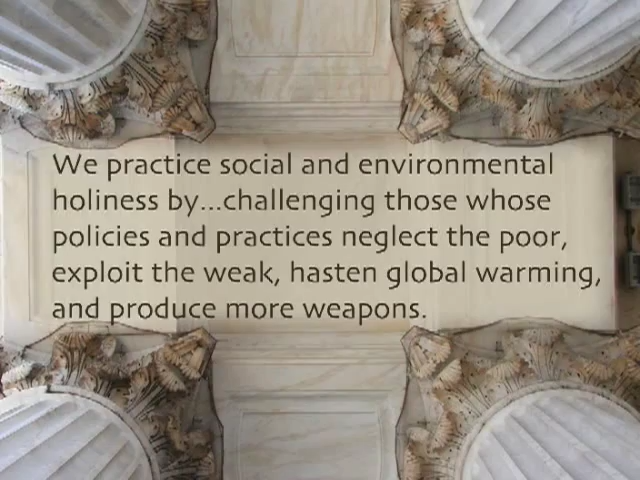 We practice social and environmental
holiness by...challenging those whose
policies and practices neglect the poor,
exploit the weak, hasten global warming,
and produce more weapons.